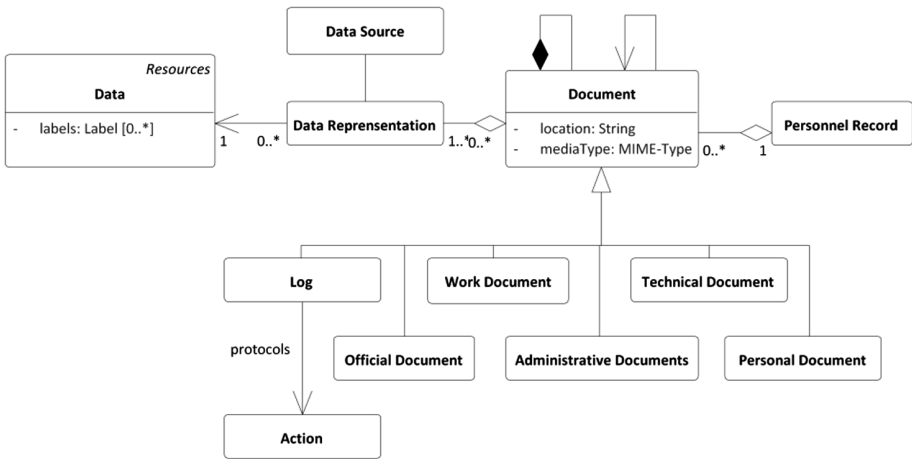 Data Source
Resources
Data
- labels: Label [0..*]
1
0..*
Data Reprensentation
1..*
0..*
Document
- location: String
- mediaType: MIME-Type
0..*
1
Personnel Record
Log
Work Document
Technical Document
protocols
Official Document
Administrative Documents
Personal Document
Action